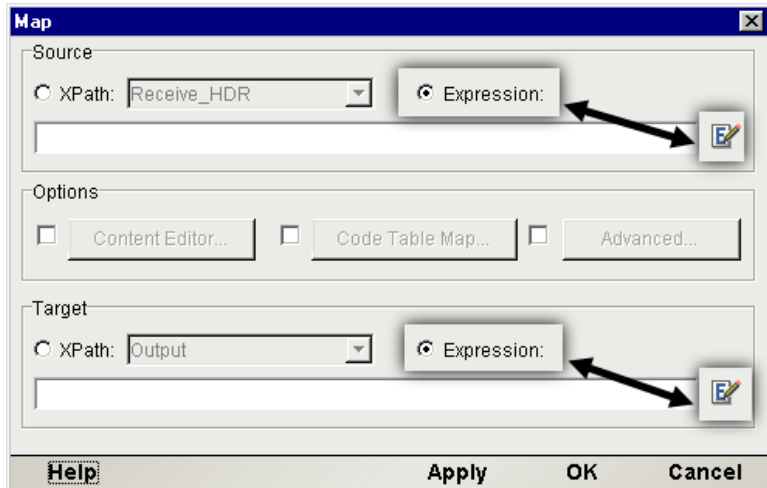 Map
Source
XPath: Receive_HDR Expression:
Options
Content Editor... Code Table Map... Advanced...
Target
XPath: Output Expression:
Help Apply OK Cancel